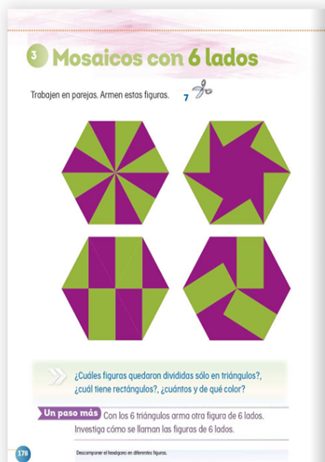 3 Mosaicos con 6 lados
Trabajen en parejas. Armen estas figuras. 7
¿Cuáles figuras quedaron divididas sólo en triángulos?,
¿cuál tiene rectángulos?, ¿cuántos y de qué color?
Un paso más Con los 6 triángulos arma otra figura de 6 lados.
Investiga cómo se llaman las figuras de 6 lados.
178 Descomponer el hexágono en diferentes figuras.